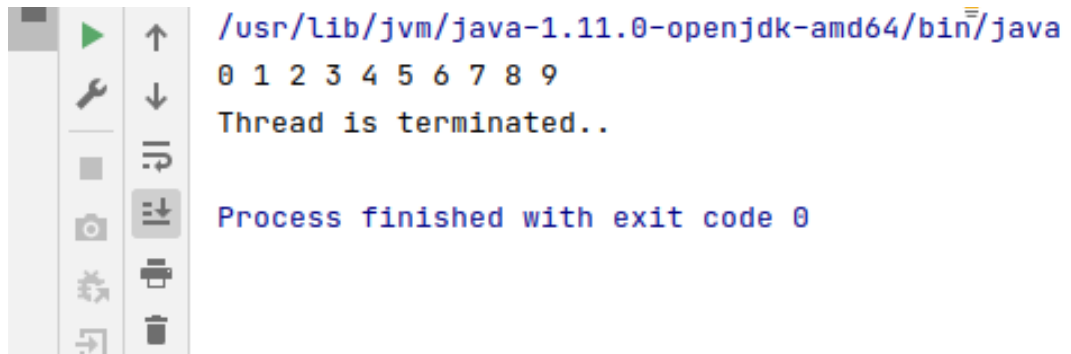 /usr/lib/jvm/java-1.11.0-openjdk-amd64/bin/java
0 1 2 3 4 5 6 7 8 9
Thread is terminated..
Process finished with exit code 0